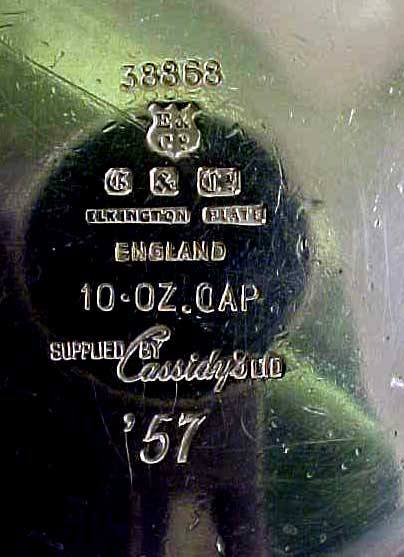 38868
E &
Co
E & Co
ELKINGTON PLATE
ENGLAND
10·OZ.CAP
SUPPLIED BY Cassidy's LTD
'57